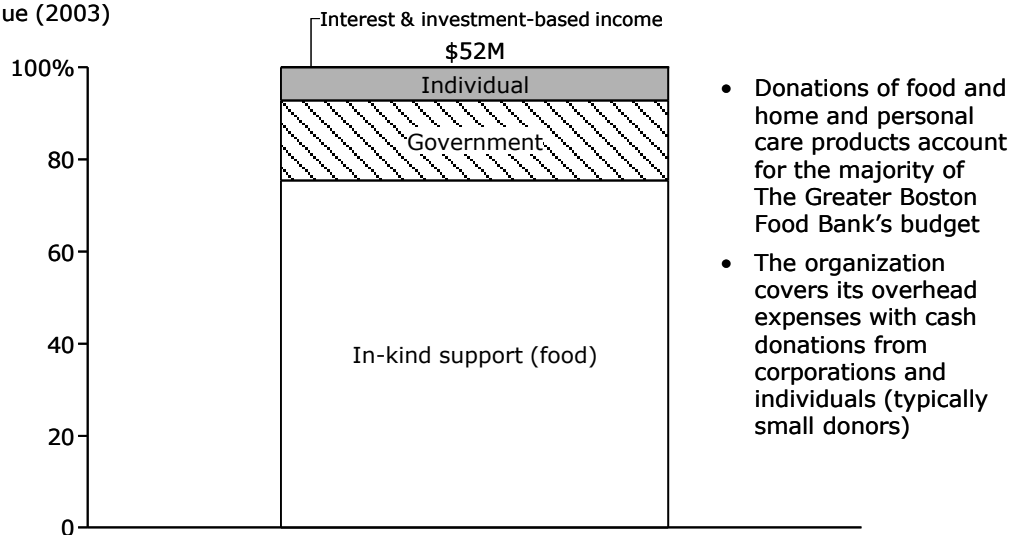 ue (2003)
Interest & investment-based income
$52M
100%
80
60
40
20
0
Individual
Government
In-kind support (food)
• Donations of food and
home and personal
care products account
for the majority of
The Greater Boston
Food Bank’s budget
• The organization
covers its overhead
expenses with cash
donations from
corporations and
individuals (typically
small donors)